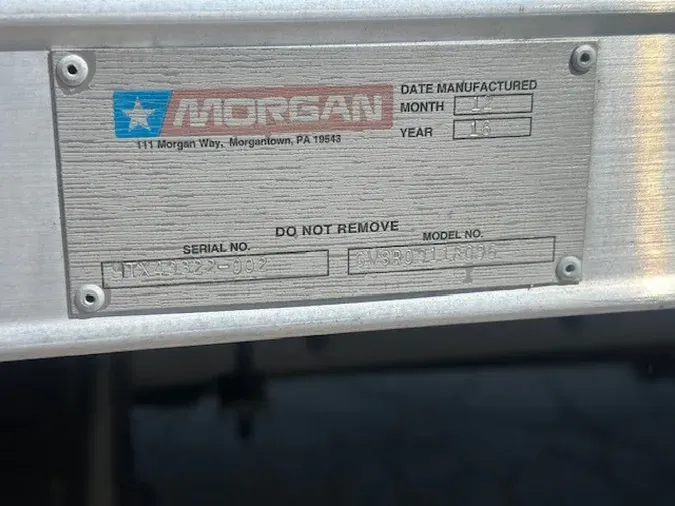 MORGAN
111 Morgan Way, Morgantown, PA 19543
DATE MANUFACTURED
MONTH 12
YEAR 16
DO NOT REMOVE
SERIAL NO.
MODEL NO.